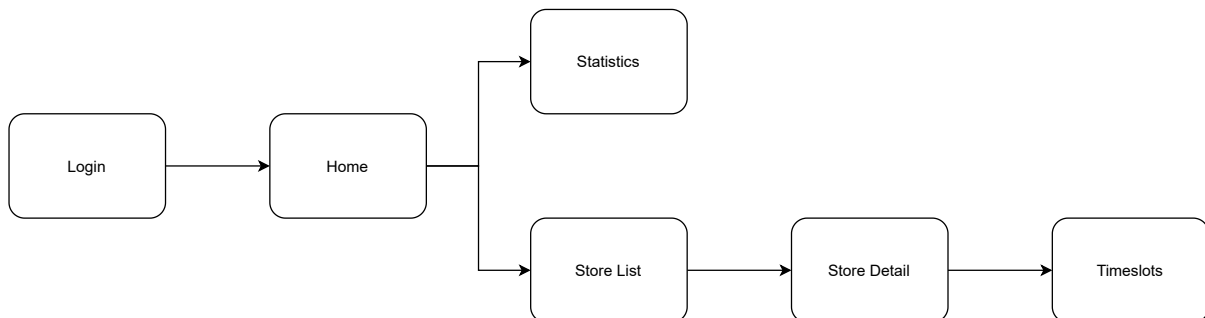 Statistics
Login
Home
Store List
Store Detail
Timeslots